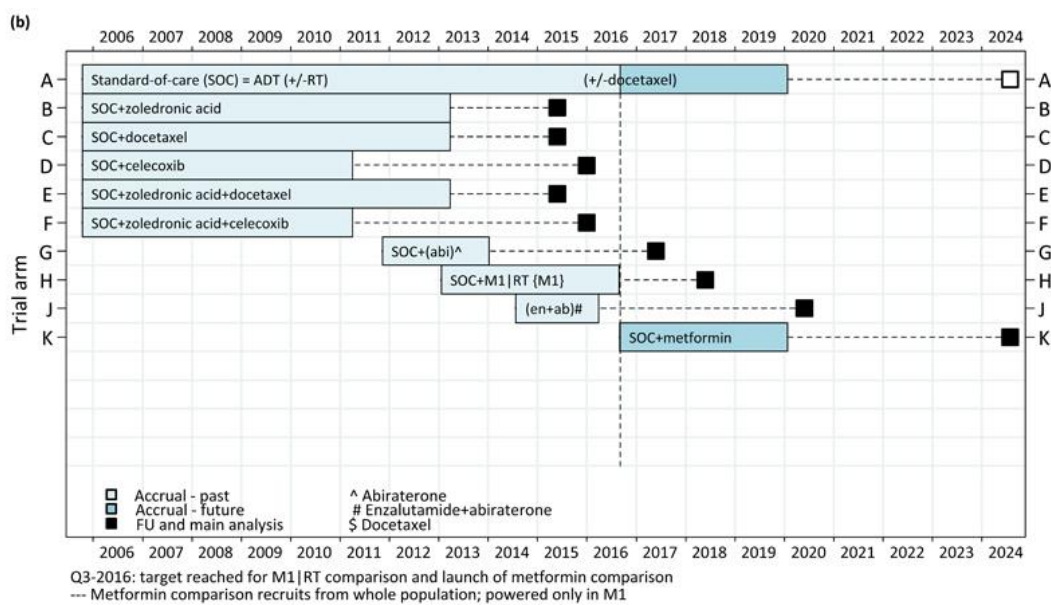 (b)
2006 2007 2008 2009 2010 2011 2012 2013 2014 2015 2016 2017 2018 2019 2020 2021 2022 2023 2024
Trial arm
A Standard-of-care (SOC) = ADT (+/-RT) (+/-docetaxel) A
B SOC+zoledronic acid B
C SOC+docetaxel C
D SOC+celecoxib D
E SOC+zoledronic acid+docetaxel E
F SOC+zoledronic acid+celecoxib F
G SOC+(abi)^ G
H SOC+M1|RT {M1} H
J (en+ab)# J
K SOC+metformin K
Accrual - past ^ Abiraterone
Accrual - future # Enzalutamide+abiraterone
FU and main analysis $ Docetaxel
2006 2007 2008 2009 2010 2011 2012 2013 2014 2015 2016 2017 2018 2019 2020 2021 2022 2023 2024
Q3-2016: target reached for M1|RT comparison and launch of metformin comparison
--- Metformin comparison recruits from whole population; powered only in M1